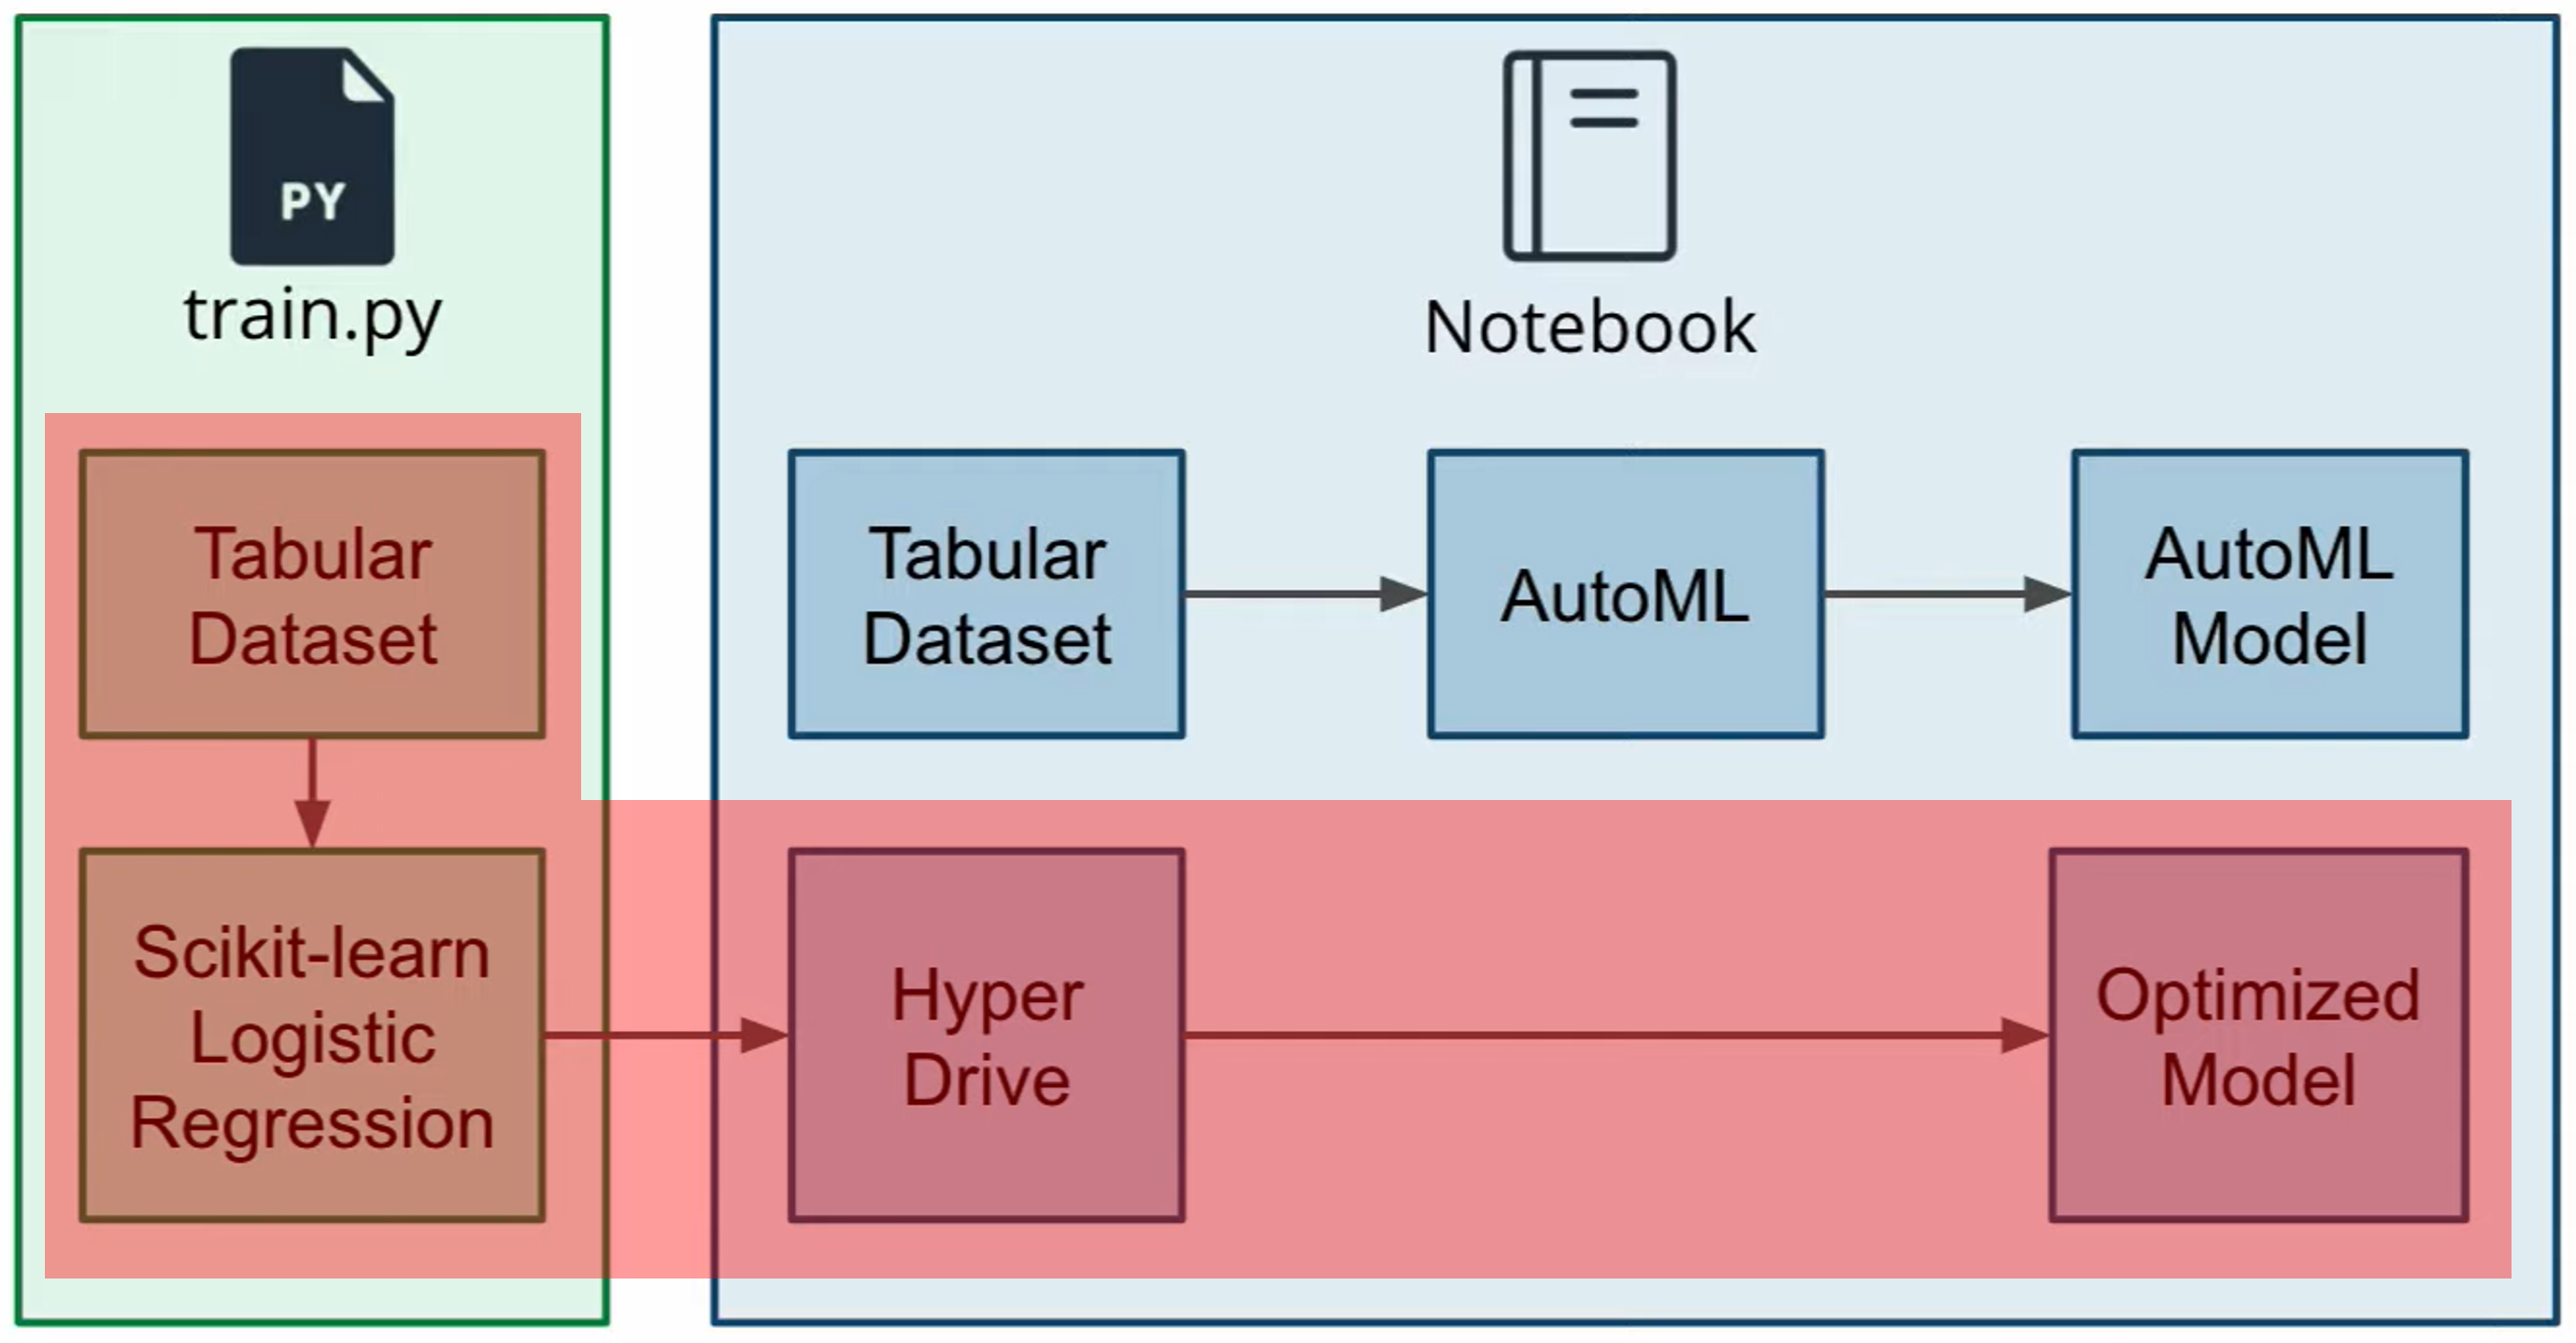 PY
train.py
Tabular
Dataset
Scikit-learn
Logistic
Regression
Notebook
Tabular
Dataset
AutoML
AutoML
Model
Hyper
Drive
Optimized
Model